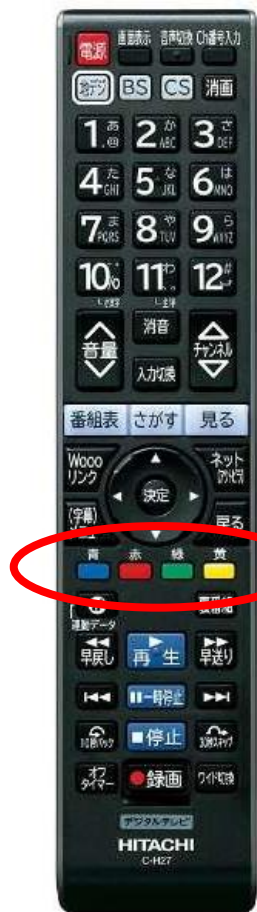 電源 画面表示 音声切換 Ch番号入力
地デジ BS CS 消画
1 あ .@ 2 か ABC 3 さ DEF
4 た GHI 5 な JKL 6 は MNO
7 ま PQRS 8 や TUV 9 ら WXYZ
10 11 わ 12
音量 消音 チャンネル
入力切換
番組表 さがす 見る
Wooo リンク ネット
決定
戻る
青 赤 緑 黄
連動データ
早戻し 再生 早送り
一時停止
停止
オフタイマー 録画 ワイド切換
デジタルテレビ
HITACHI
C-H27